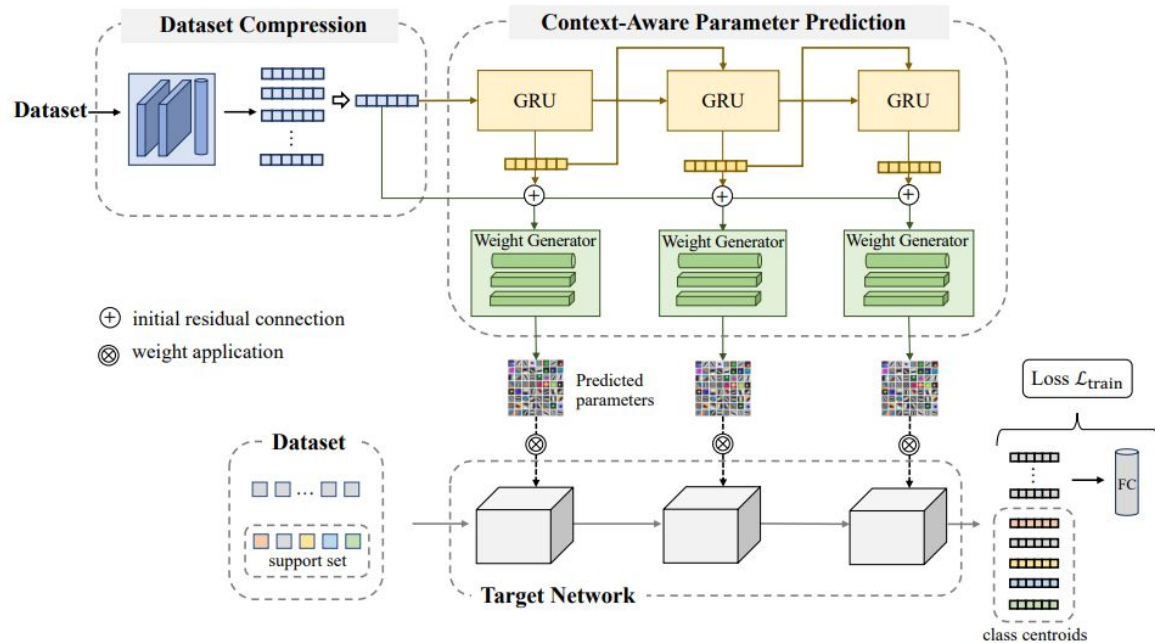 Dataset Compression
Context-Aware Parameter Prediction
Dataset
GRU
GRU
GRU
Weight Generator
Weight Generator
Weight Generator
initial residual connection
weight application
Predicted
parameters
Loss ℒtrain
Dataset
...
support set
FC
Target Network
class centroids